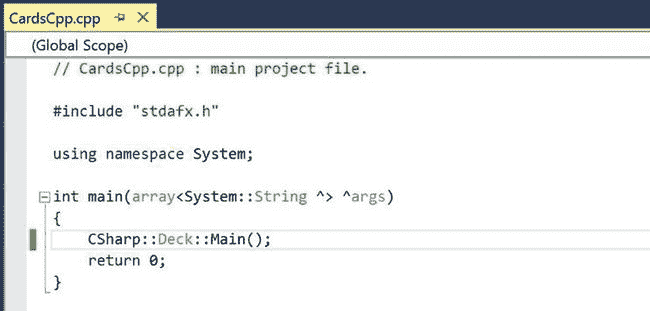 CardsCpp.cpp
(Global Scope)
// CardsCpp.cpp : main project file.
#include "stdafx.h"
using namespace System;
int main(array<System::String ^> ^args)
{
CSharp::Deck::Main();
return 0;
}